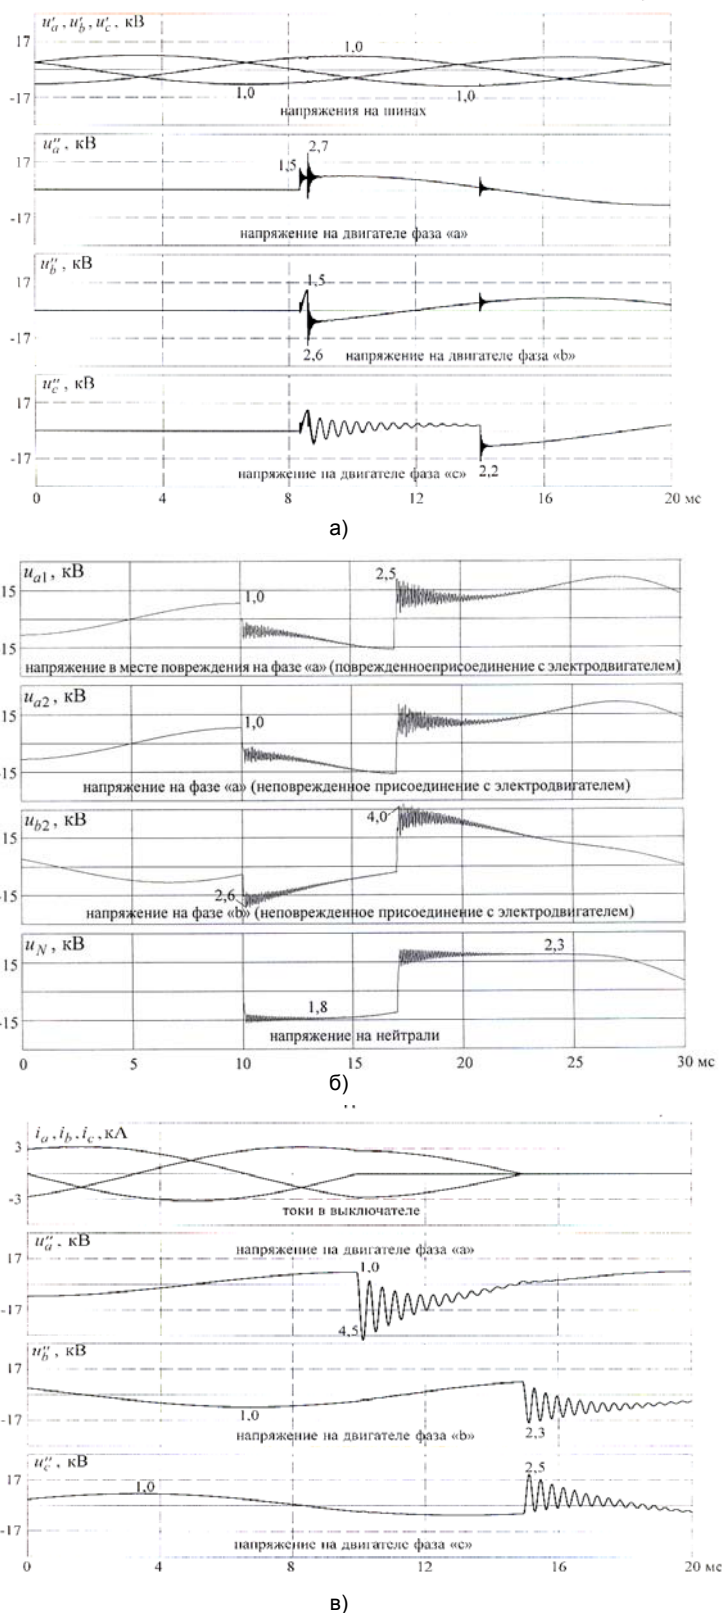 u′a, u′b, u′c, кВ
17
1,0
-17
1,0
1,0
напряжения на шинах
u″a, кВ
2,7
17
1,5
-17
напряжение на двигателе фаза «a»
u″b, кВ
17
1,5
-17
2,6
напряжение на двигателе фаза «b»
u″c, кВ
17
-17
напряжение на двигателе фаза «c»
2,2
0 4 8 12 16 20 мс
а)
ua1, кВ
2,5
15
1,0
-15
напряжение в месте повреждения на фазе «a» (поврежденноеприсоединение с электродвигателем)
ua2, кВ
15
1,0
-15
напряжение на фазе «a» (неповрежденное присоединение с электродвигателем)
ub2, кВ
4,0
15
-15
2,6
напряжение на фазе «b» (неповрежденное присоединение с электродвигателем)
uN, кВ
15
2,3
1,8
-15
напряжение на нейтрали
0 5 10 15 20 25 30 мс
б)
ia, ib, ic, кА
3
-3
токи в выключателе
u″a, кВ
напряжение на двигателе фаза «a»
17
1,0
-17
4,5
u″b, кВ
17
1,0
-17
2,3
напряжение на двигателе фаза «b»
u″c, кВ
2,5
17
1,0
-17
напряжение на двигателе фаза «c»
0 4 8 12 16 20 мс
в)